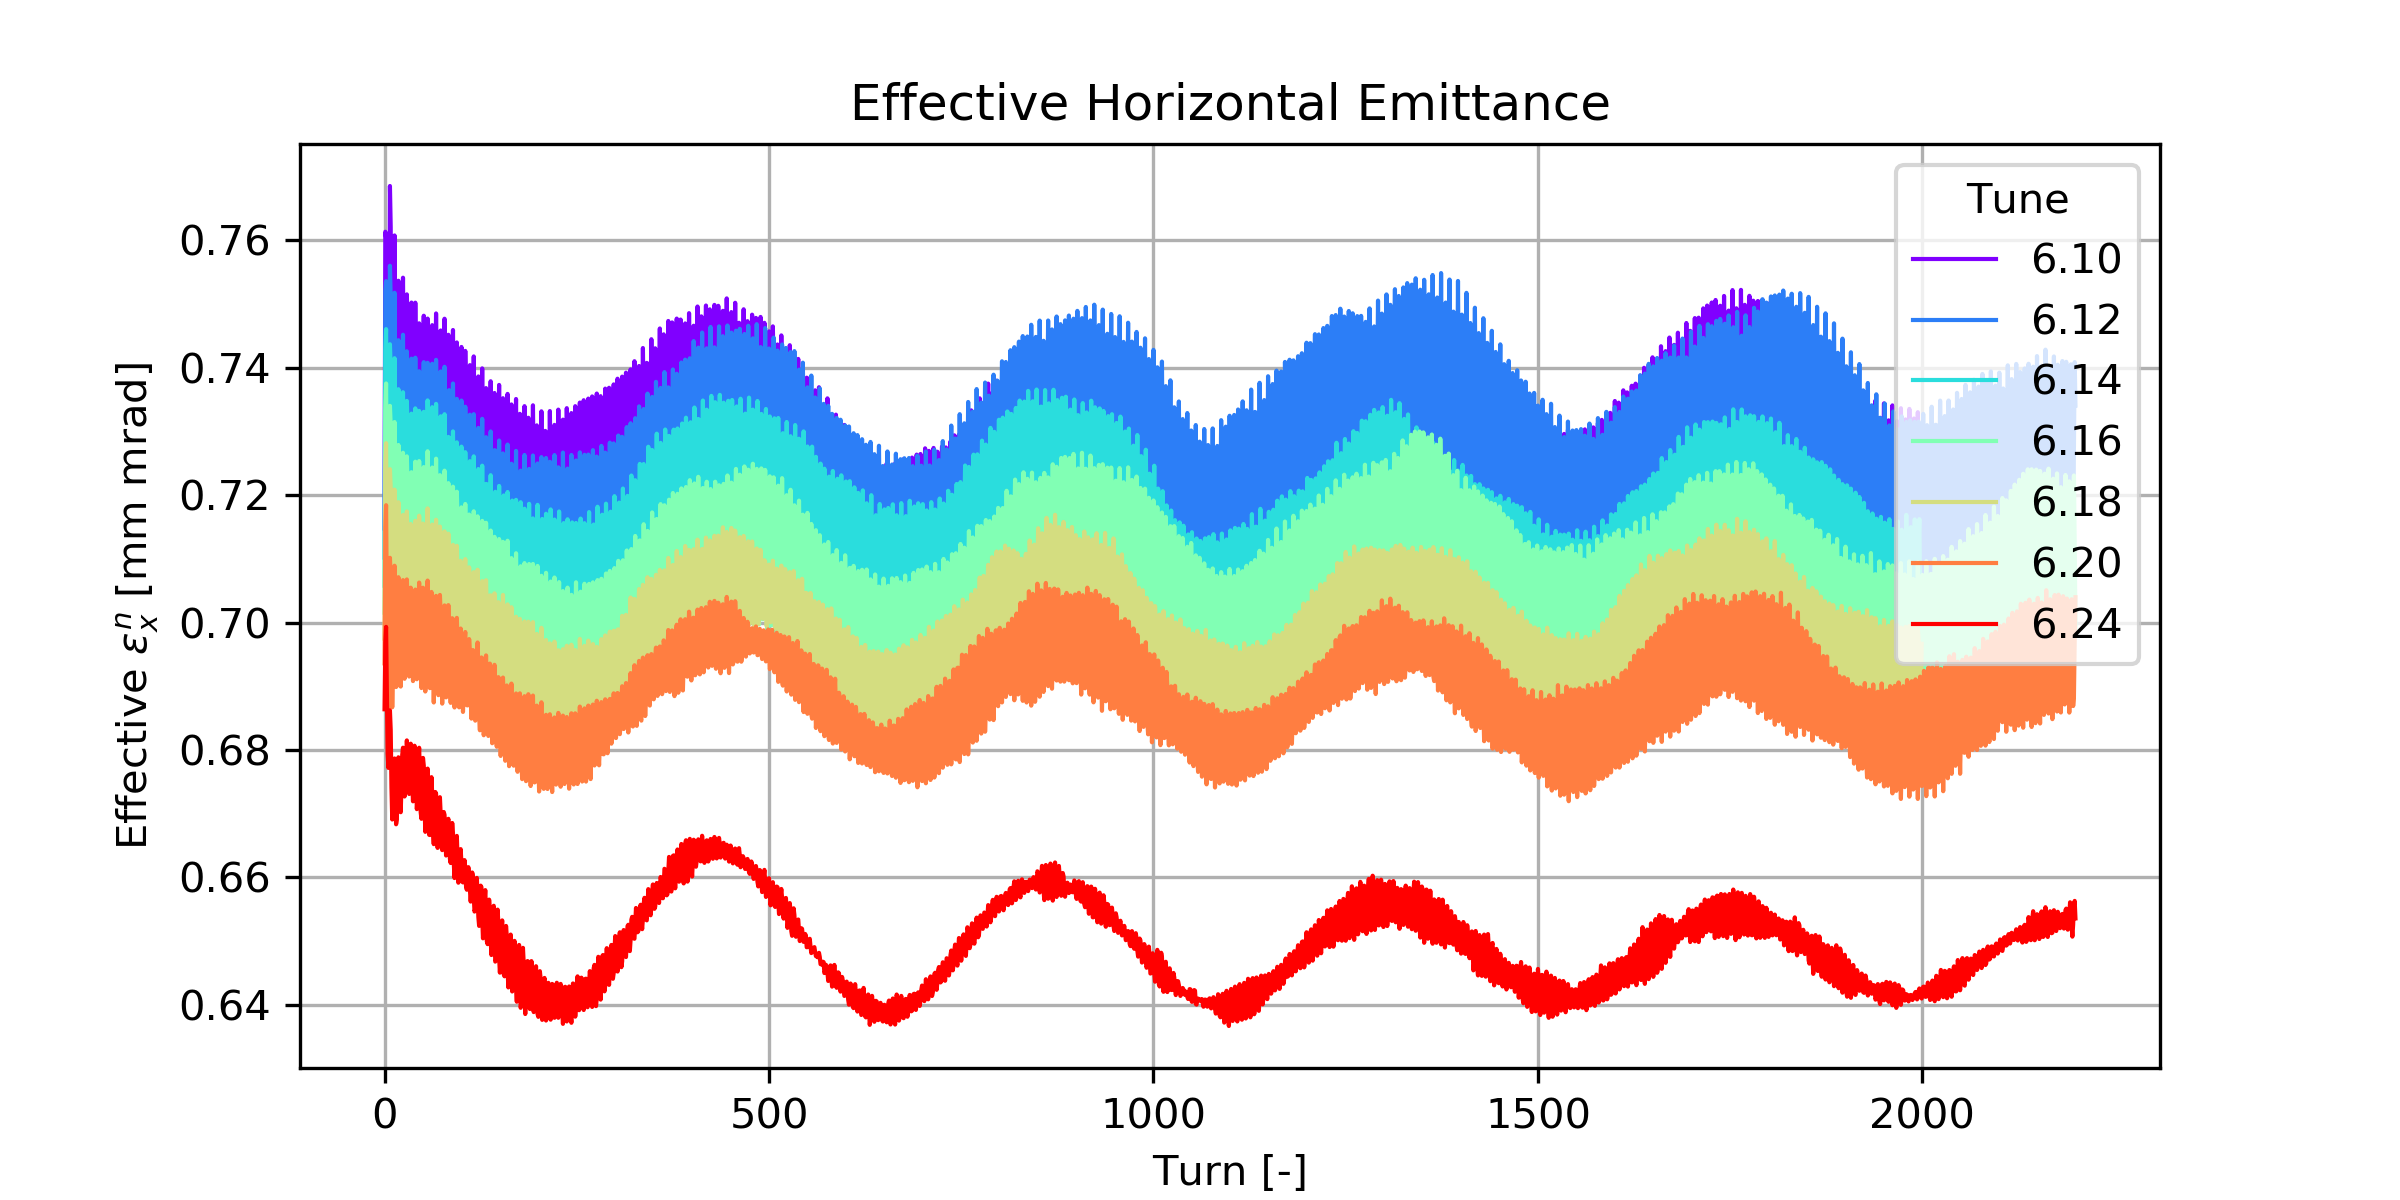 Effective Horizontal Emittance
Effective εₓⁿ [mm mrad]
0.76
0.74
0.72
0.70
0.68
0.66
0.64
Tune
6.10
6.12
6.14
6.16
6.18
6.20
6.24
0 500 1000 1500 2000
Turn [-]